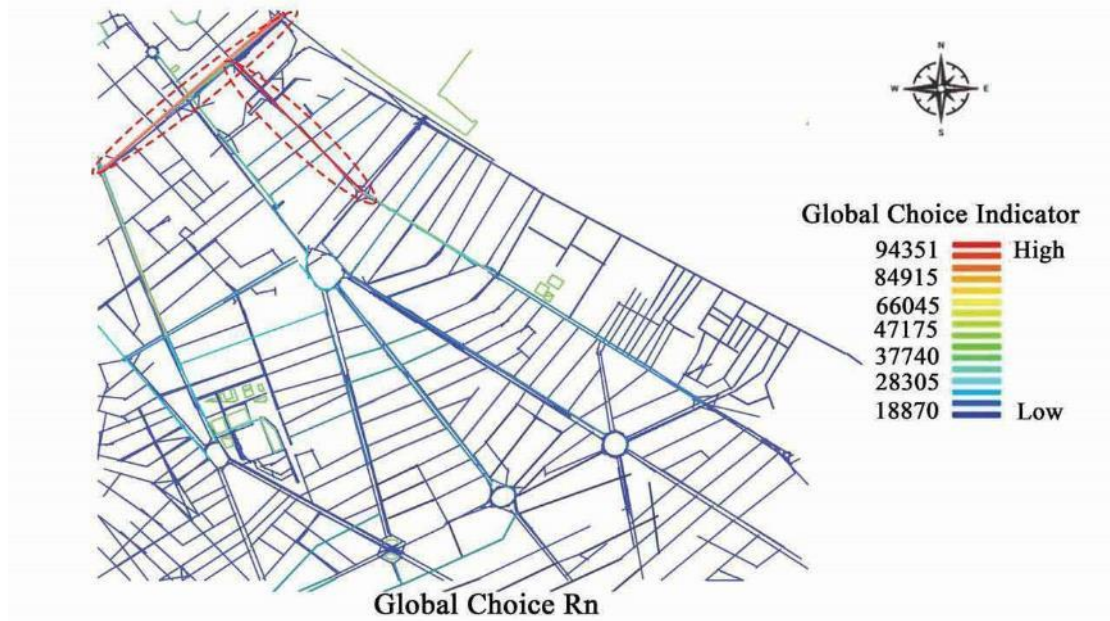 N
W E
S
Global Choice Indicator
94351 High
84915
66045
47175
37740
28305
18870 Low
Global Choice Rn